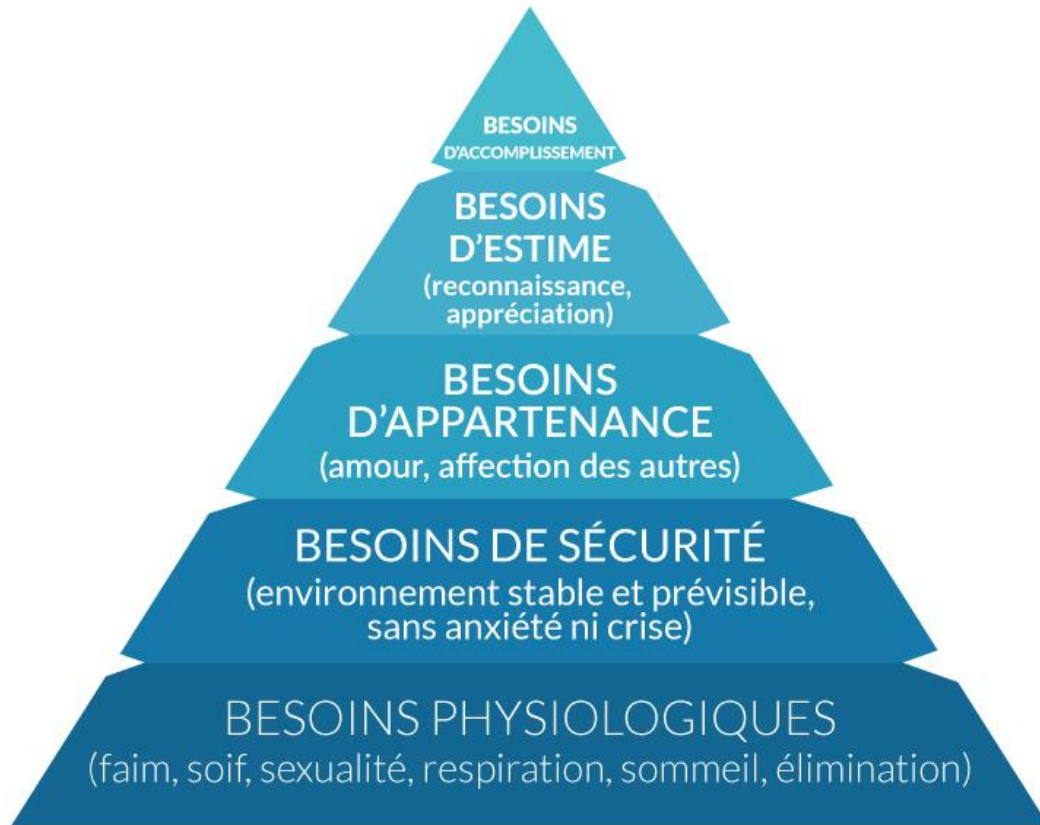 BESOINS
D'ACCOMPLISSEMENT
BESOINS
D'ESTIME
(reconnaissance,
appréciation)
BESOINS
D'APPARTENANCE
(amour, affection des autres)
BESOINS DE SÉCURITÉ
(environnement stable et prévisible,
sans anxiété ni crise)
BESOINS PHYSIOLOGIQUES
(faim, soif, sexualité, respiration, sommeil, élimination)